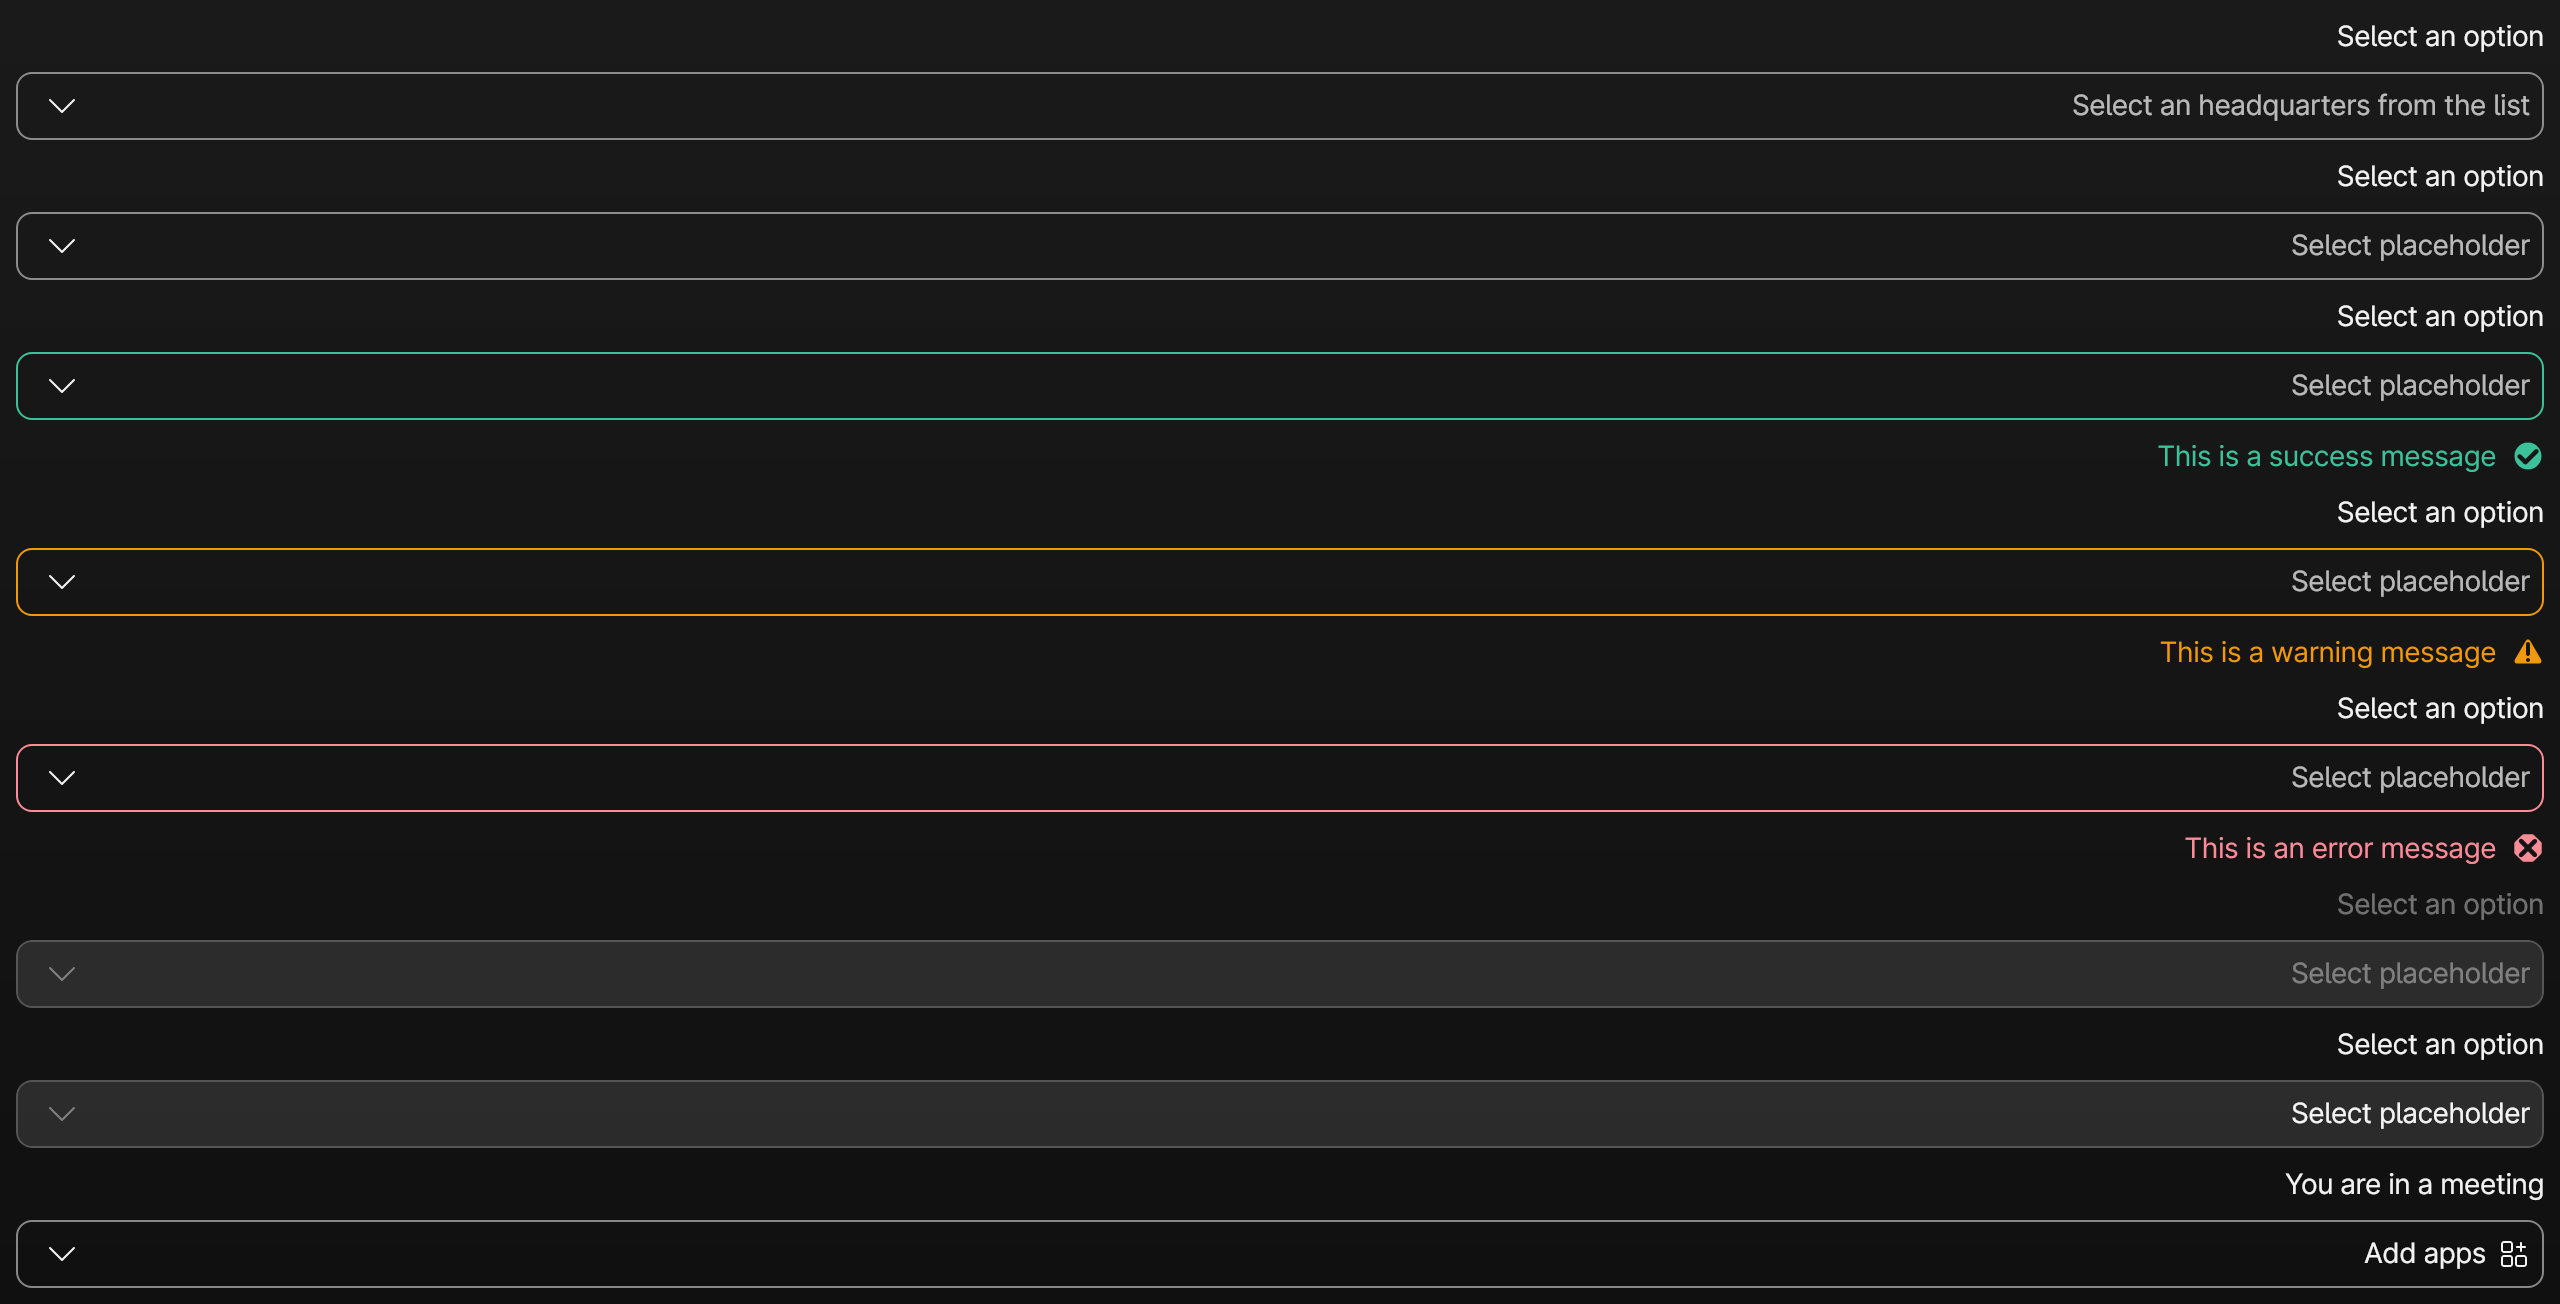 Select an option
Select an headquarters from the list
Select an option
Select placeholder
Select an option
Select placeholder
This is a success message
Select an option
Select placeholder
This is a warning message
Select an option
Select placeholder
This is an error message
Select an option
Select placeholder
Select an option
Select placeholder
You are in a meeting
Add apps